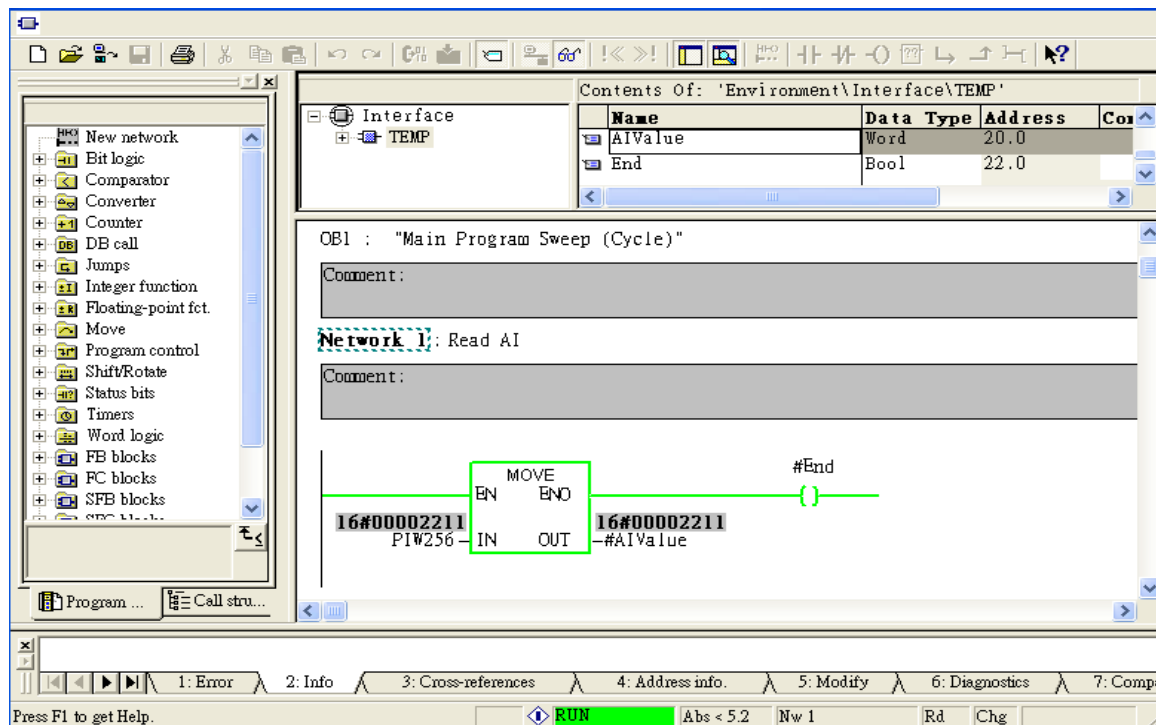 Contents Of: 'Environment\Interface\TEMP'
Interface
TEMP
Name Data Type Address
AIValue Word 20.0
End Bool 22.0
New network
Bit logic
Comparator
Converter
Counter
DB call
Jumps
Integer function
Floating-point fct.
Move
Program control
Shift/Rotate
Status bits
Timers
Word logic
FB blocks
FC blocks
SFB blocks
Program ...
Call stru...
OB1 : "Main Program Sweep (Cycle)"
Comment:
Network 1: Read AI
Comment:
MOVE
#End
EN ENO
16#00002211 16#00002211
PIW256 IN OUT #AIValue
1: Error 2: Info 3: Cross-references 4: Address info. 5: Modify 6: Diagnostics 7: Comp
Press F1 to get Help.
RUN Abs < 5.2 Nw 1 Rd Chg